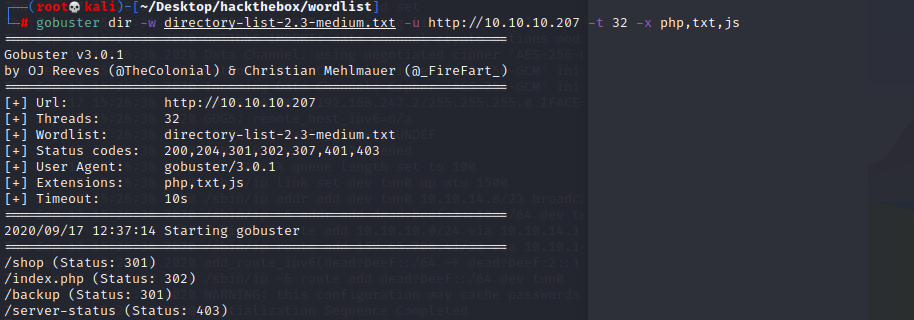 (root💀kali)-[~/Desktop/hackthebox/wordlist]
# gobuster dir -w directory-list-2.3-medium.txt -u http://10.10.10.207 -t 32 -x php,txt,js
===============================================================
Gobuster v3.0.1
by OJ Reeves (@TheColonial) & Christian Mehlmauer (@_FireFart_)
===============================================================
[+] Url: http://10.10.10.207
[+] Threads: 32
[+] Wordlist: directory-list-2.3-medium.txt
[+] Status codes: 200,204,301,302,307,401,403
[+] User Agent: gobuster/3.0.1
[+] Extensions: php,txt,js
[+] Timeout: 10s
===============================================================
2020/09/17 12:37:14 Starting gobuster
===============================================================
/shop (Status: 301)
/index.php (Status: 302)
/backup (Status: 301)
/server-status (Status: 403)